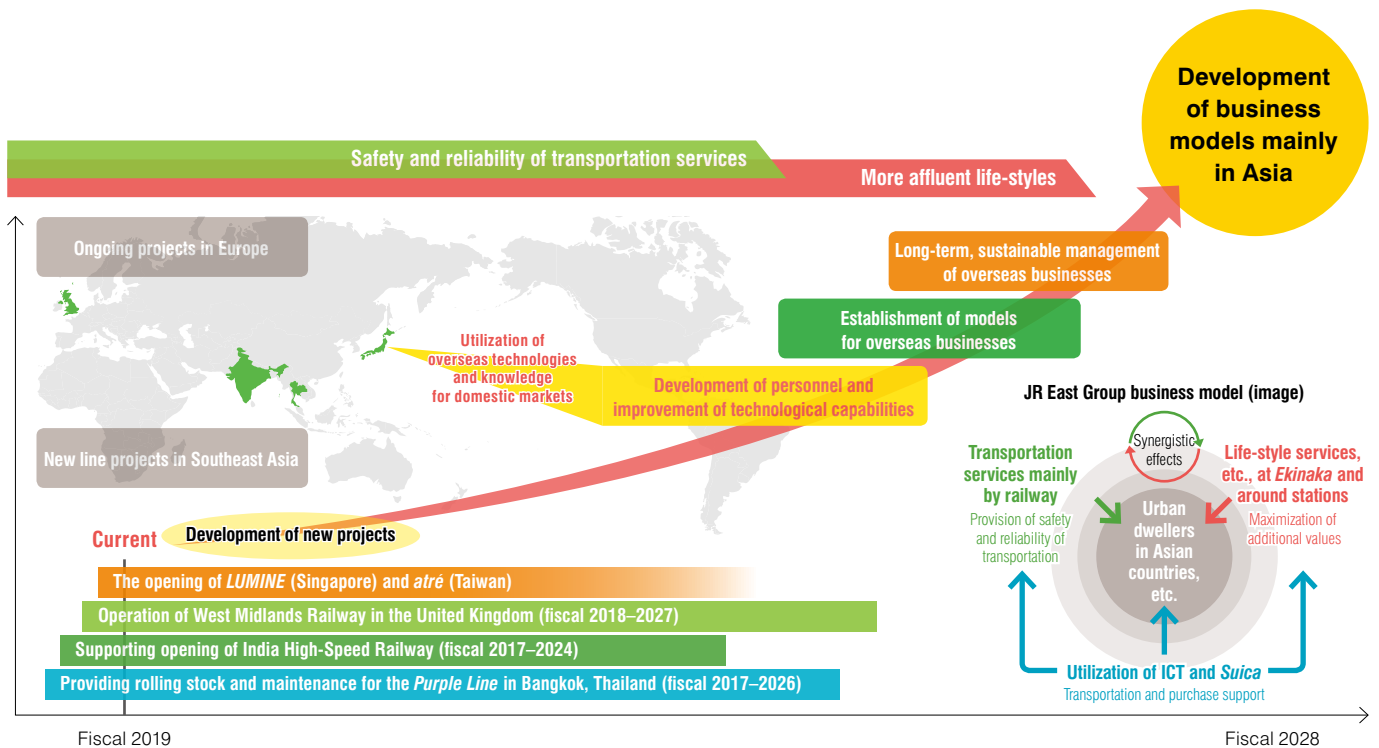 Development
of business
models mainly
in Asia
Safety and reliability of transportation services
More affluent life-styles
Ongoing projects in Europe
Long-term, sustainable management
of overseas businesses
Establishment of models
for overseas businesses
Utilization of
overseas technologies
and knowledge
for domestic markets
Development of personnel and
improvement of technological capabilities
New line projects in Southeast Asia
JR East Group business model (image)
Synergistic
effects
Transportation
services mainly
by railway
Provision of safety
and reliability of
transportation
Life-style services,
etc., at Ekinaka and
around stations
Maximization of
additional values
Urban
dwellers
in Asian
countries,
etc.
Utilization of ICT and Suica
Transportation and purchase support
Current
Development of new projects
The opening of LUMINE (Singapore) and atré (Taiwan)
Operation of West Midlands Railway in the United Kingdom (fiscal 2018–2027)
Supporting opening of India High-Speed Railway (fiscal 2017–2024)
Providing rolling stock and maintenance for the Purple Line in Bangkok, Thailand (fiscal 2017–2026)
Fiscal 2019
Fiscal 2028